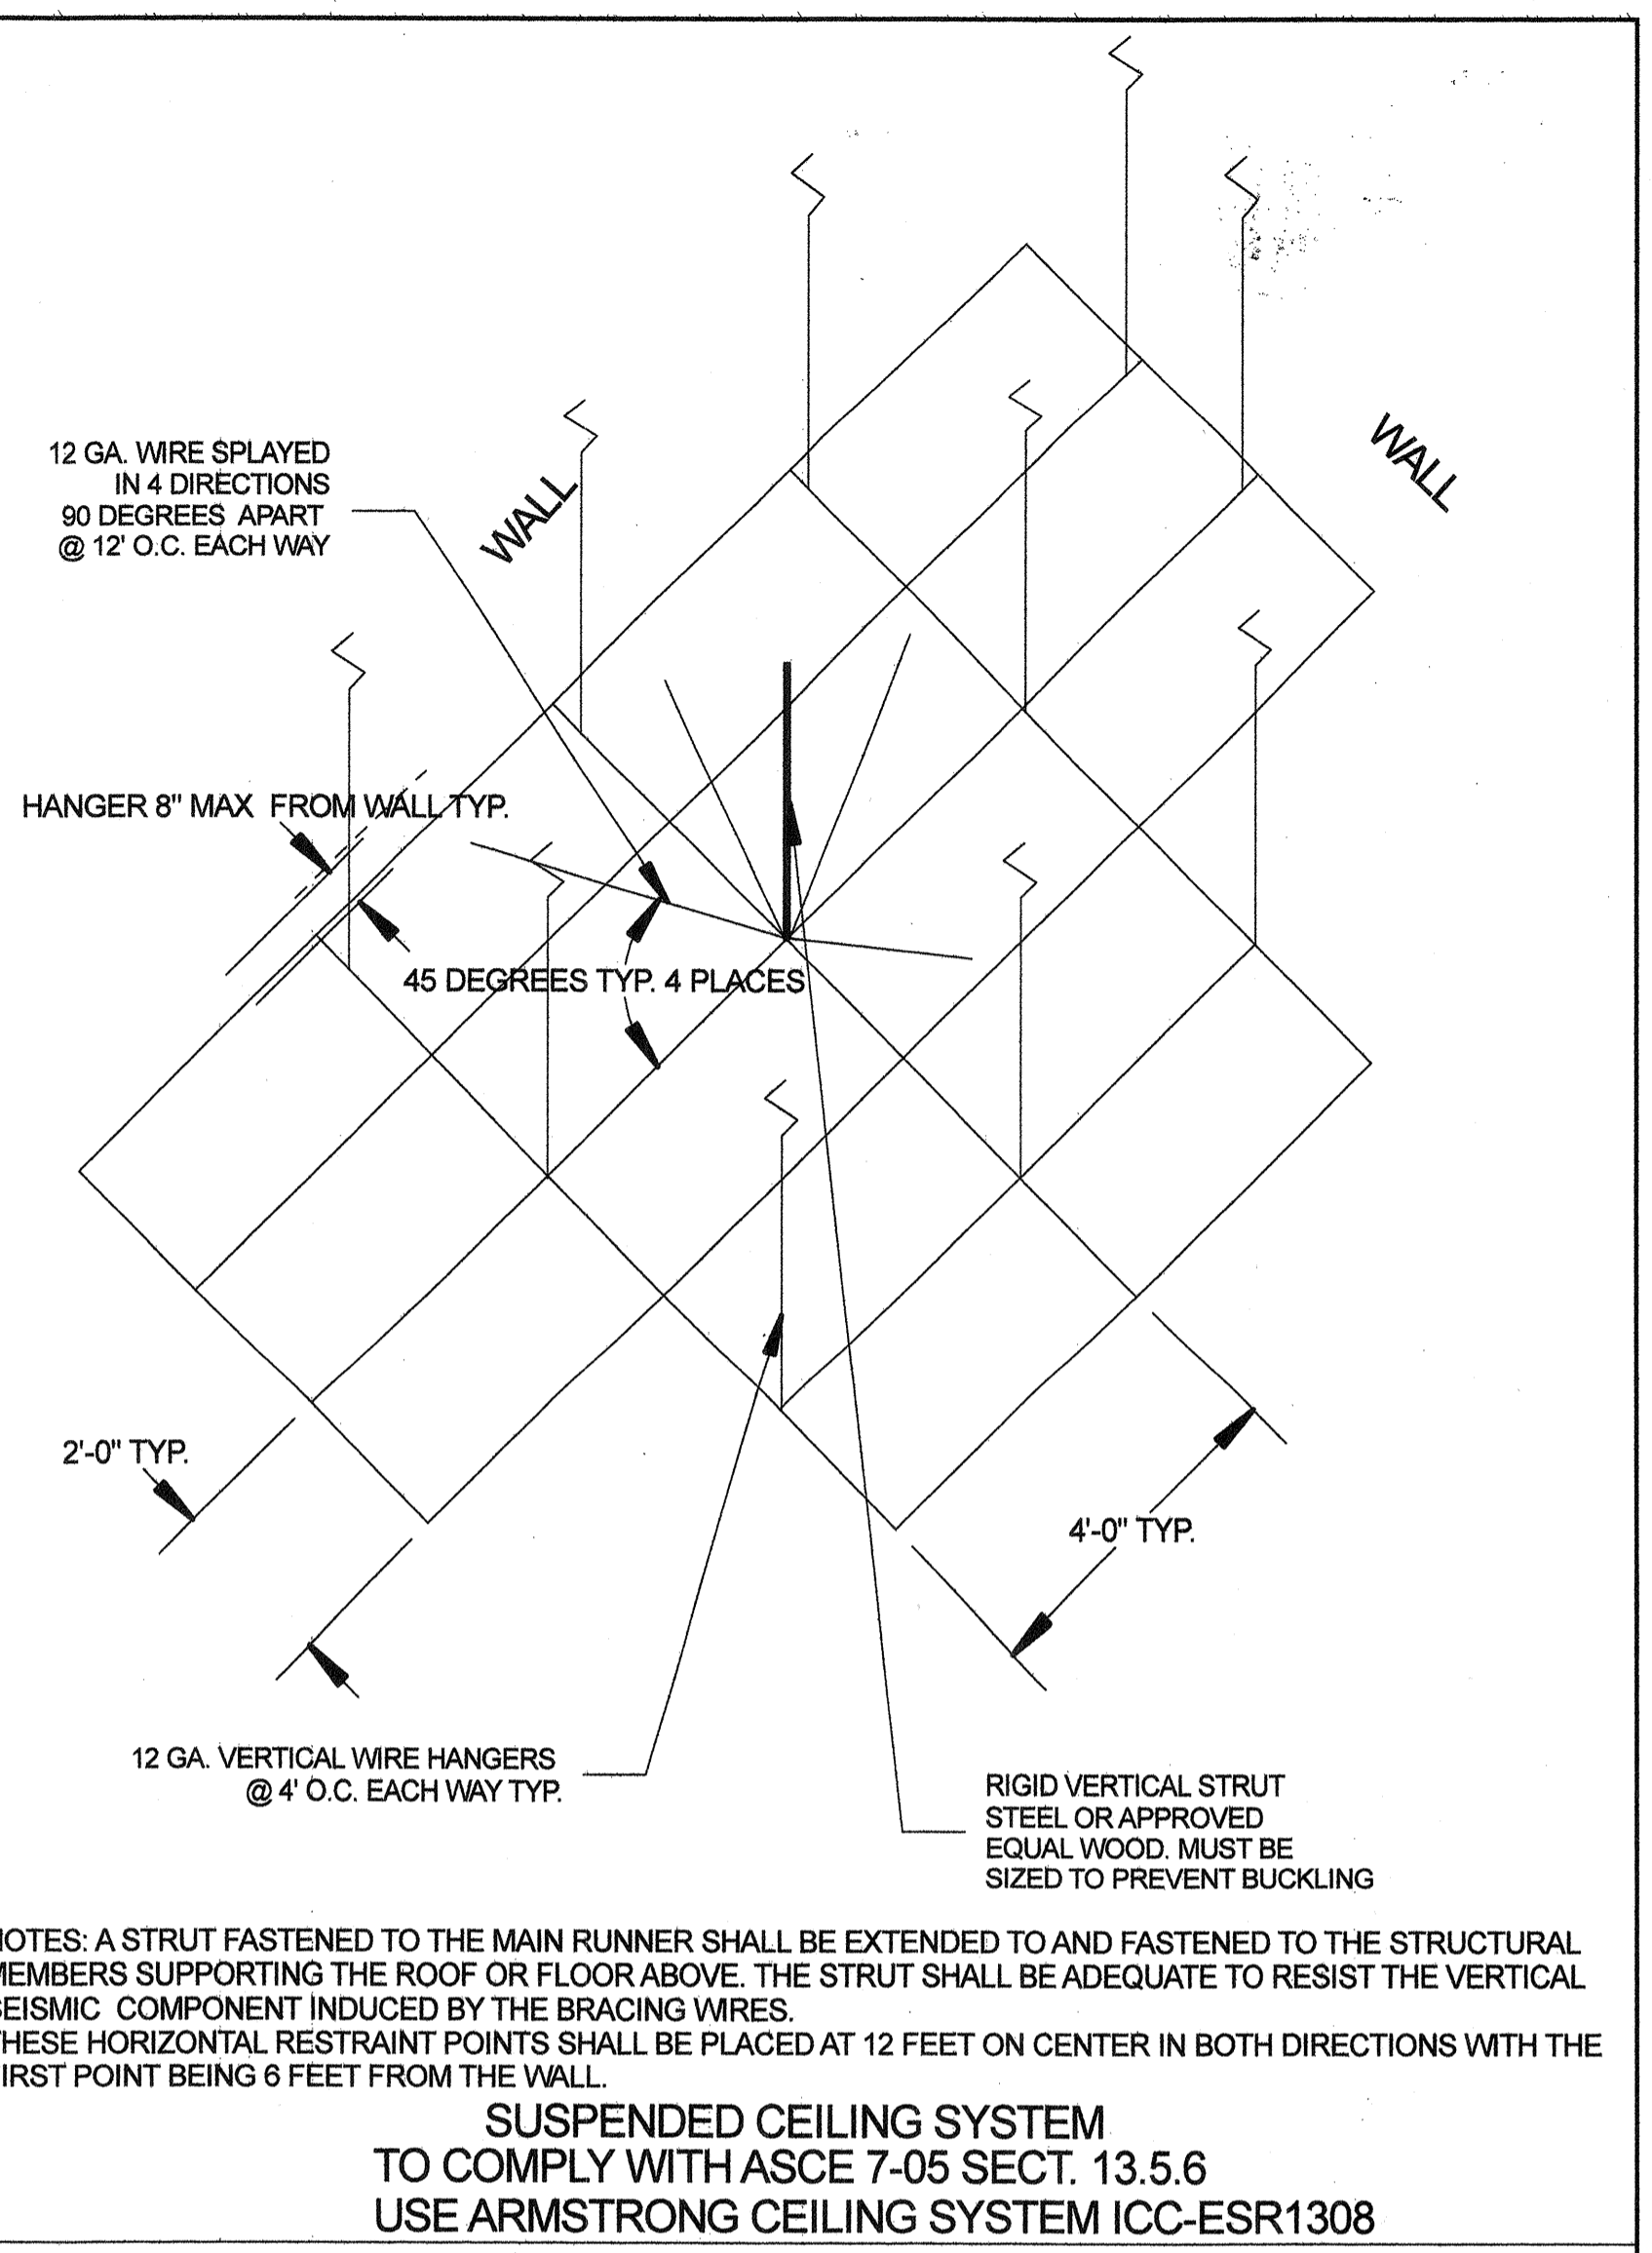 12 GA. WIRE SPLAYED
IN 4 DIRECTIONS
90 DEGREES APART
@ 12' O.C. EACH WAY
WALL
WALL
HANGER 8" MAX FROM WALL TYP.
45 DEGREES TYP. 4 PLACES
2'-0" TYP.
4'-0" TYP.
12 GA. VERTICAL WIRE HANGERS
@ 4' O.C. EACH WAY TYP.
RIGID VERTICAL STRUT
STEEL OR APPROVED
EQUAL WOOD. MUST BE
SIZED TO PREVENT BUCKLING
OTES: A STRUT FASTENED TO THE MAIN RUNNER SHALL BE EXTENDED TO AND FASTENED TO THE STRUCTURAL
EMBERS SUPPORTING THE ROOF OR FLOOR ABOVE. THE STRUT SHALL BE ADEQUATE TO RESIST THE VERTICAL
EISMIC COMPONENT INDUCED BY THE BRACING WIRES.
HESE HORIZONTAL RESTRAINT POINTS SHALL BE PLACED AT 12 FEET ON CENTER IN BOTH DIRECTIONS WITH THE
IRST POINT BEING 6 FEET FROM THE WALL.
SUSPENDED CEILING SYSTEM
TO COMPLY WITH ASCE 7-05 SECT. 13.5.6
USE ARMSTRONG CEILING SYSTEM ICC-ESR1308